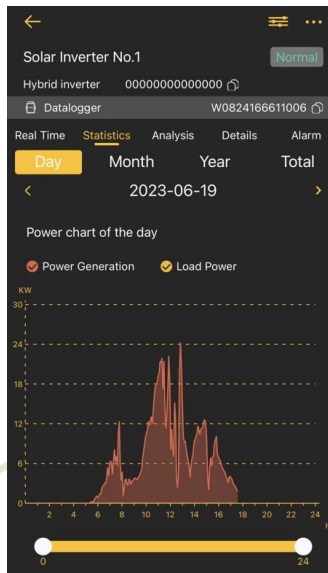 Solar Inverter No.1 Normal
Hybrid inverter 00000000000000
Datalogger W0824166611006
Real Time Statistics Analysis Details Alarm
Day Month Year Total
2023-06-19
Power chart of the day
Power Generation Load Power
KW
30
24
18
12
6
0
2 4 6 8 10 12 14 16 18 20 22 24
0 24